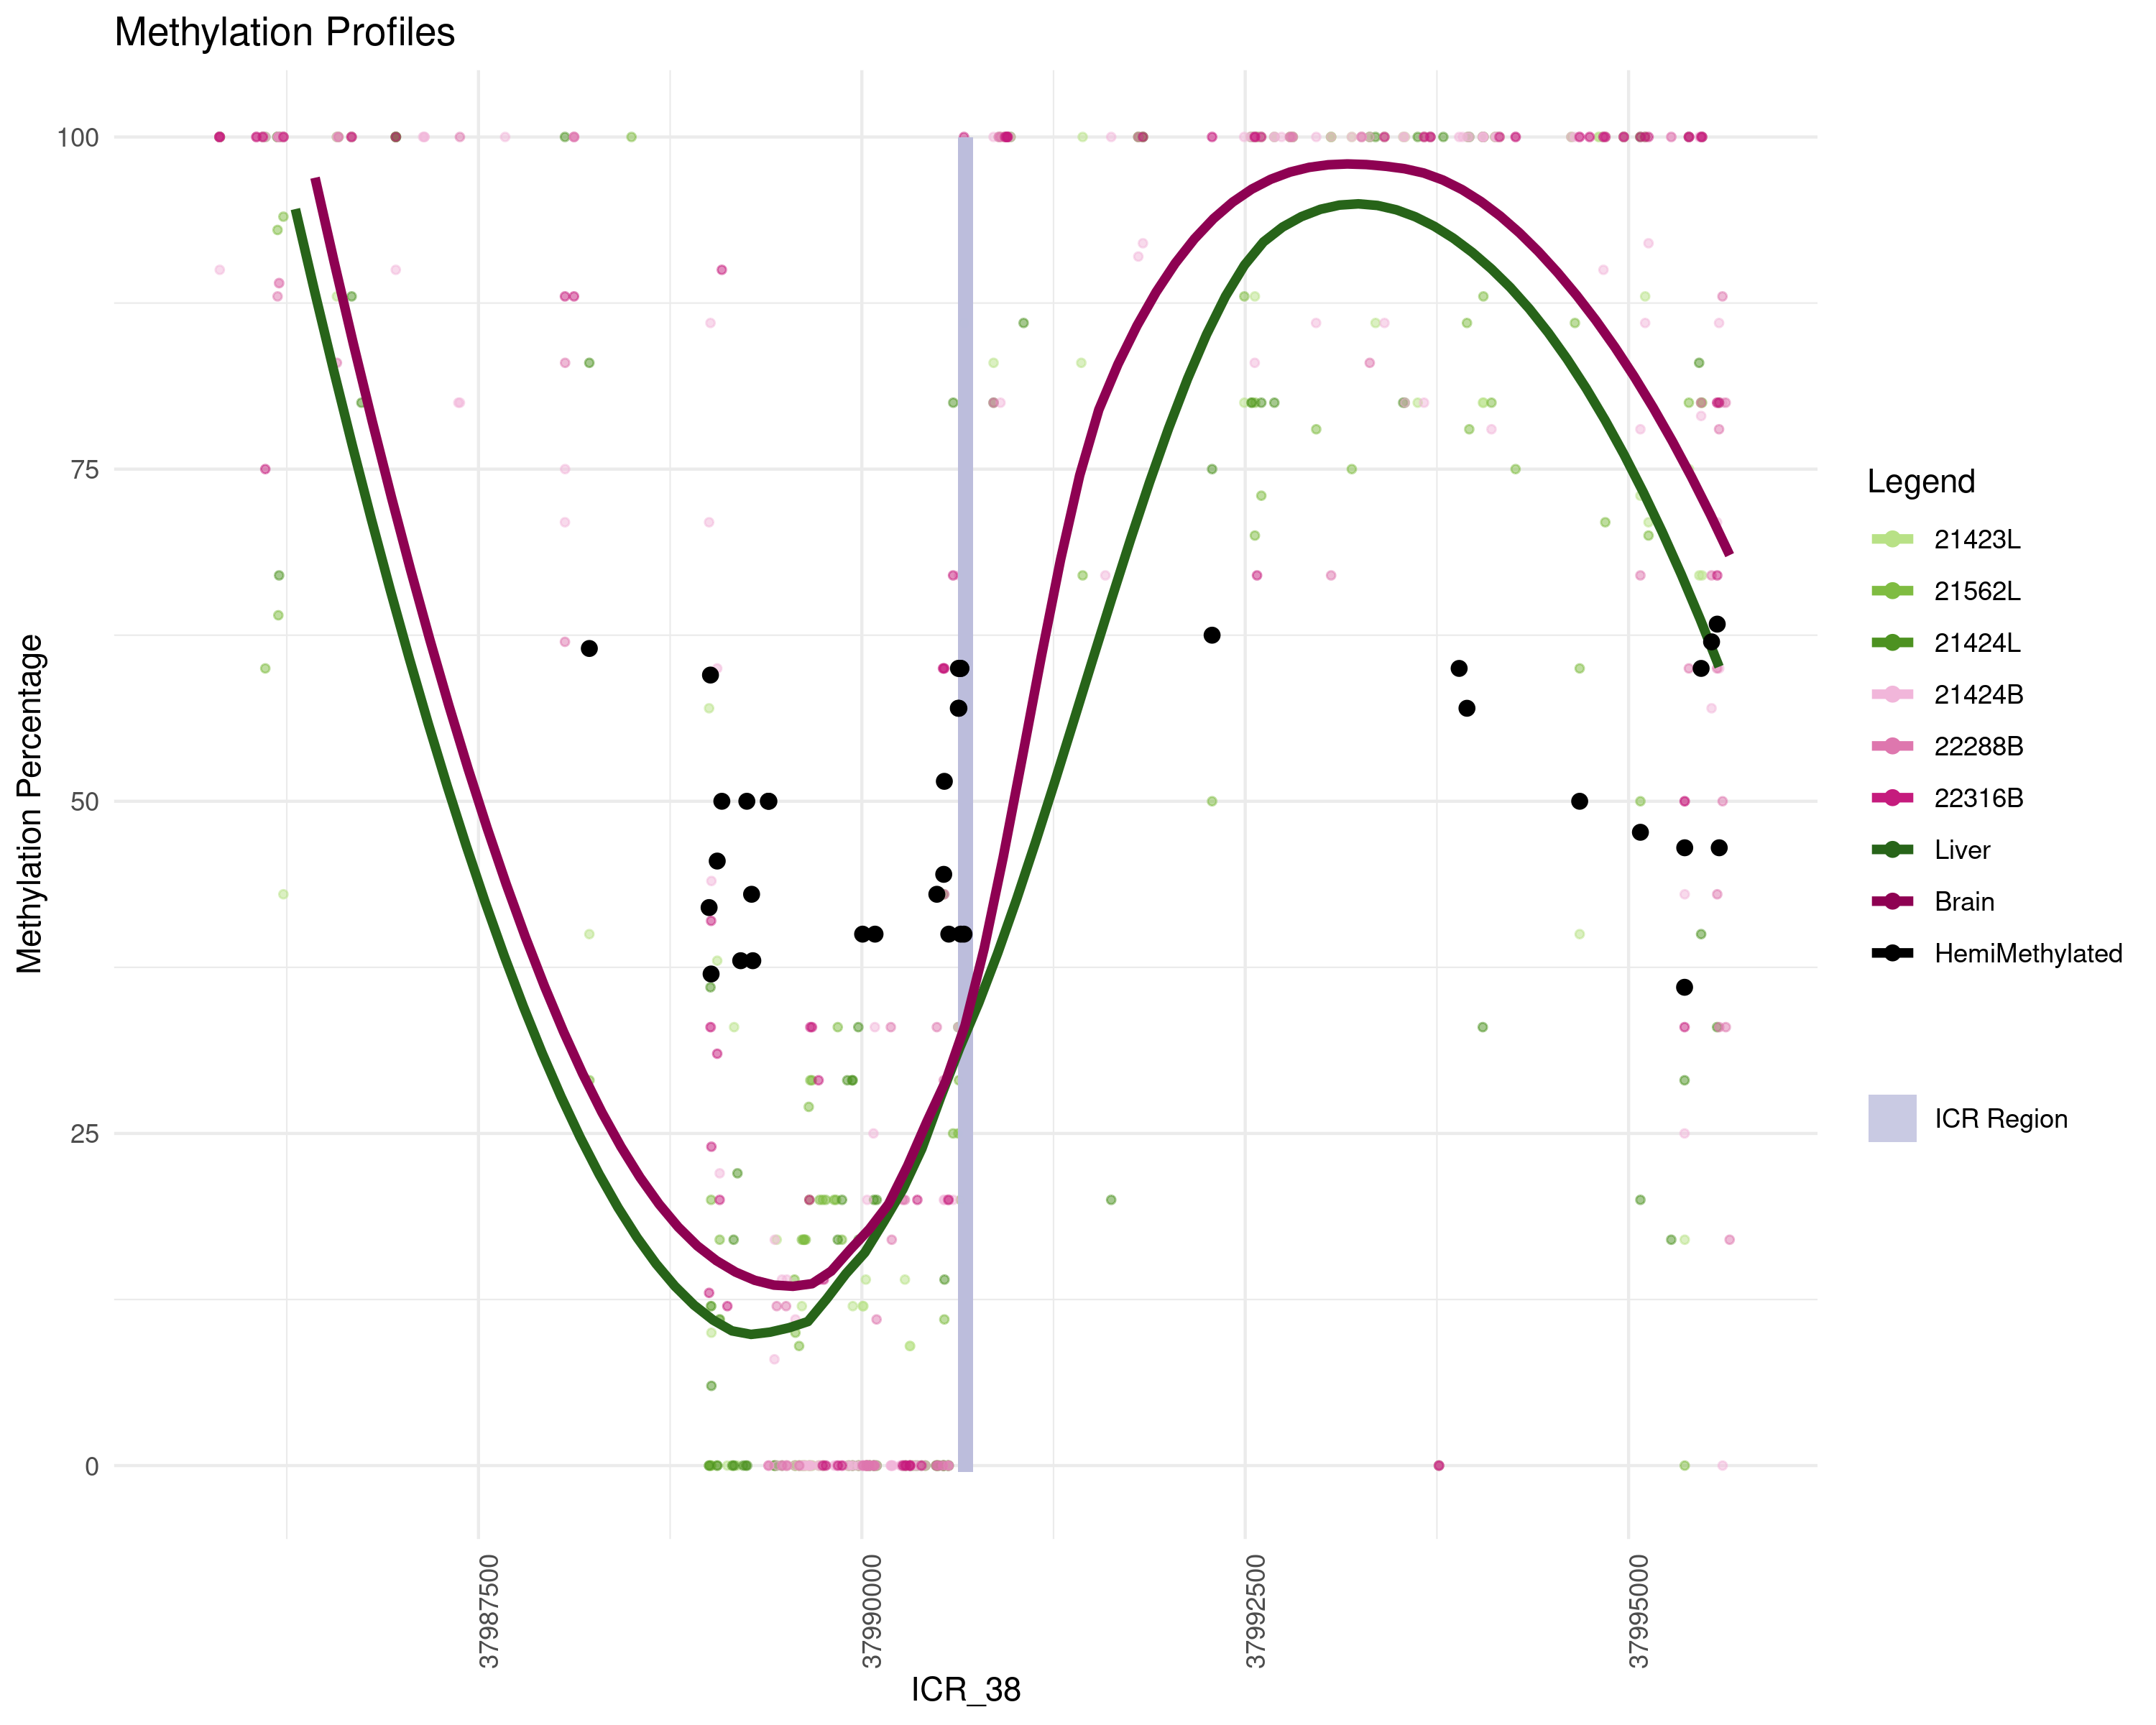 Methylation Profiles
100
75
50
25
0
Methylation Percentage
37987500
37990000
37992500
37995000
ICR_38
Legend
21423L
21562L
21424L
21424B
22288B
22316B
Liver
Brain
HemiMethylated
ICR Region